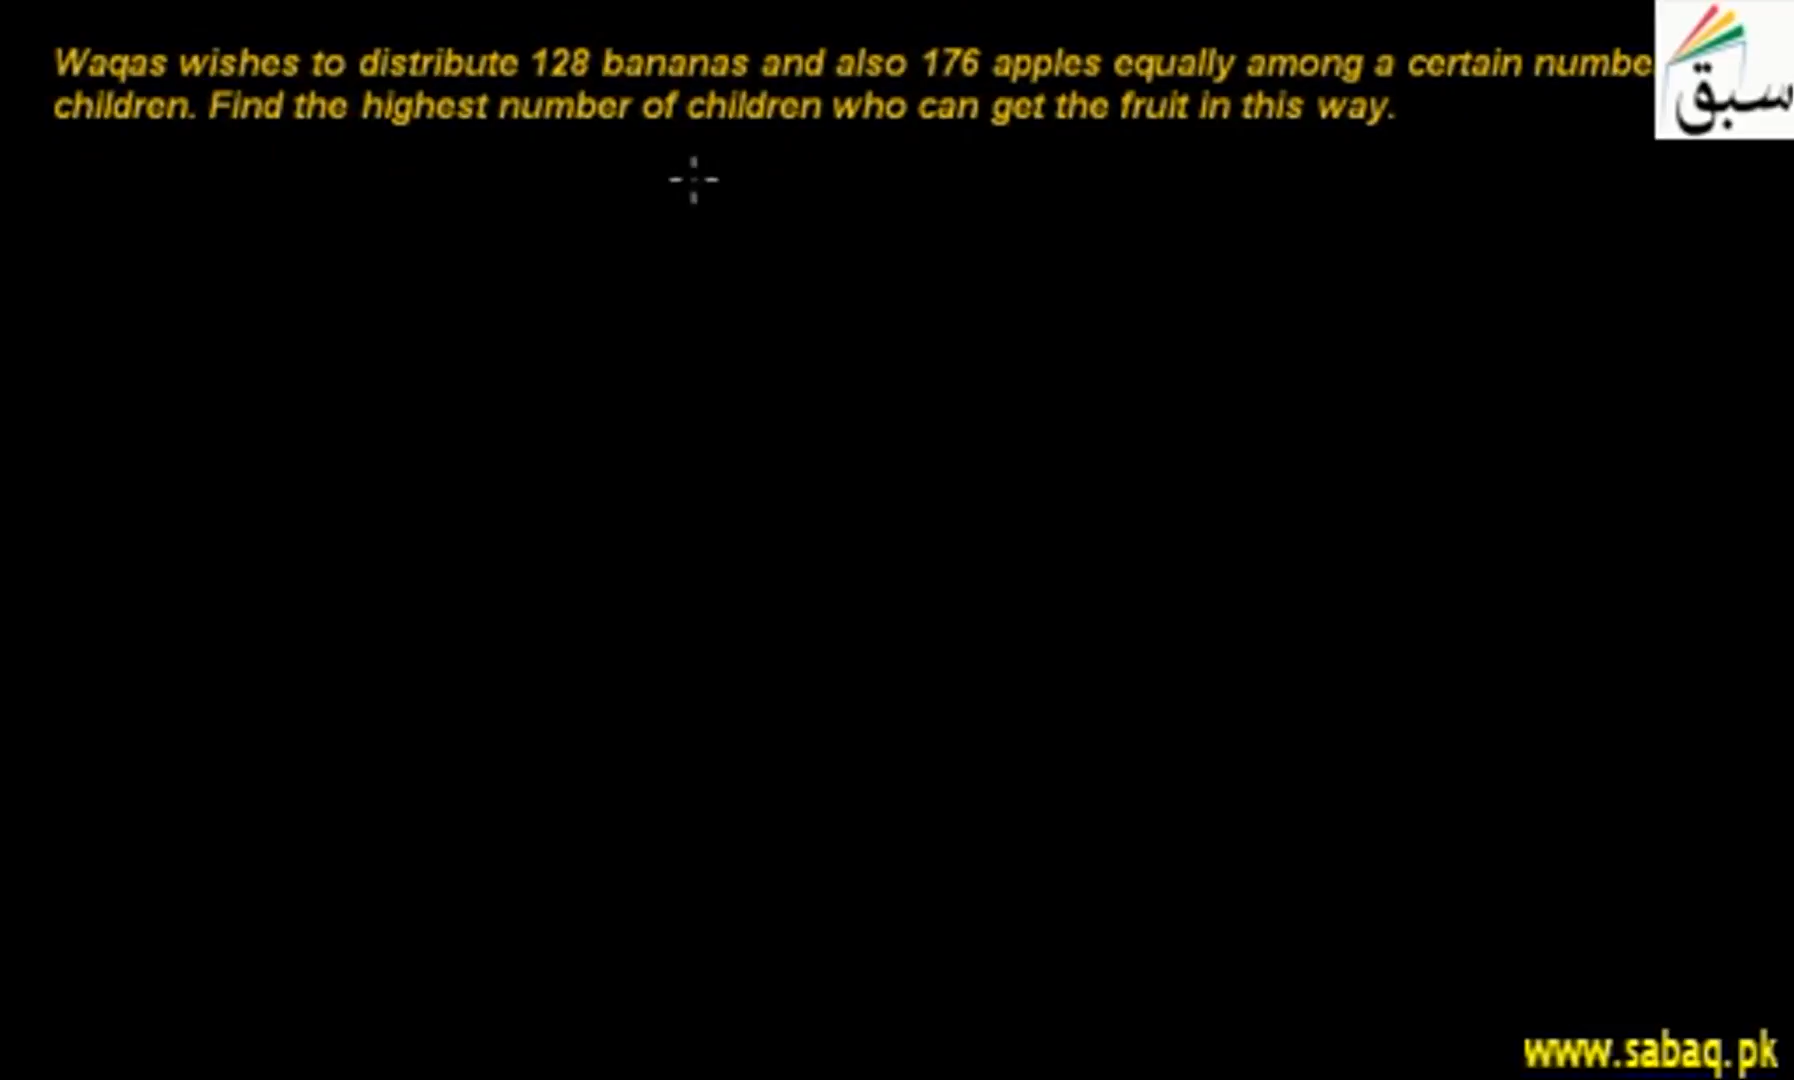 Waqas wishes to distribute 128 bananas and also 176 apples equally among a certain numbe
children. Find the highest number of children who can get the fruit in this way.
سبق
www.sabaq.pk